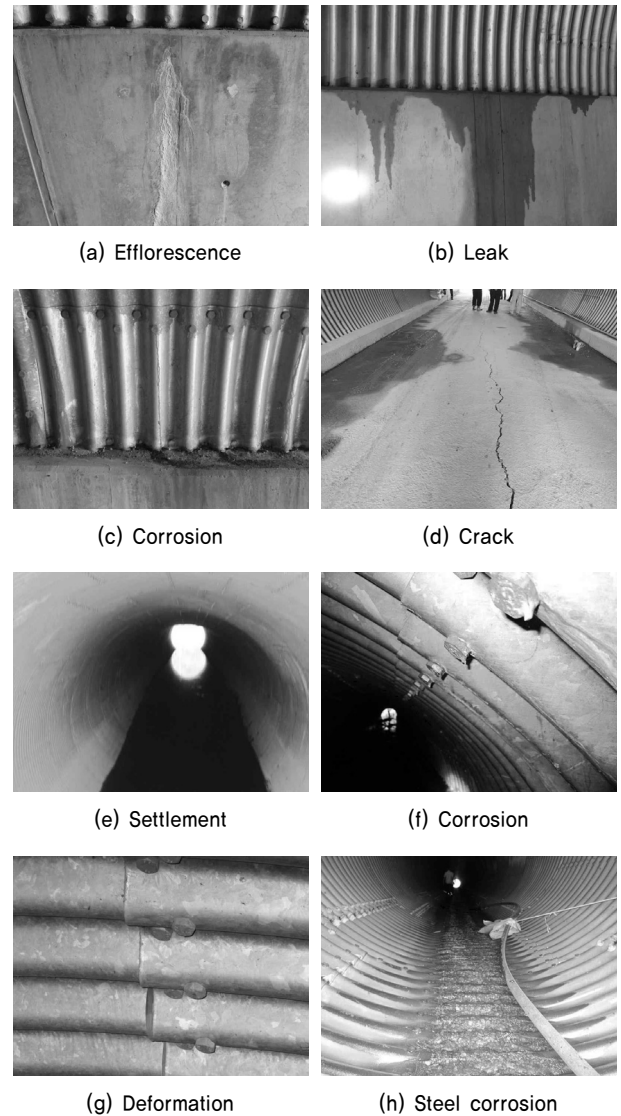 (a) Efflorescence
(b) Leak
(c) Corrosion
(d) Crack
(e) Settlement
(f) Corrosion
(g) Deformation
(h) Steel corrosion